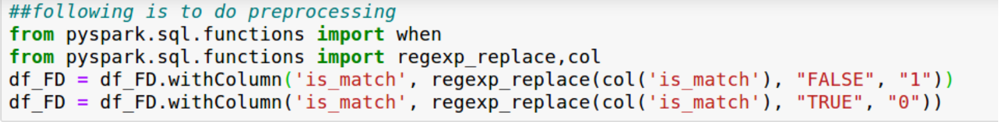 ##following is to do preprocessing
from pyspark.sql.functions import when
from pyspark.sql.functions import regexp_replace,col
df_FD = df_FD.withColumn('is_match', regexp_replace(col('is_match'), "FALSE", "1"))
df_FD = df_FD.withColumn('is_match', regexp_replace(col('is_match'), "TRUE", "0"))